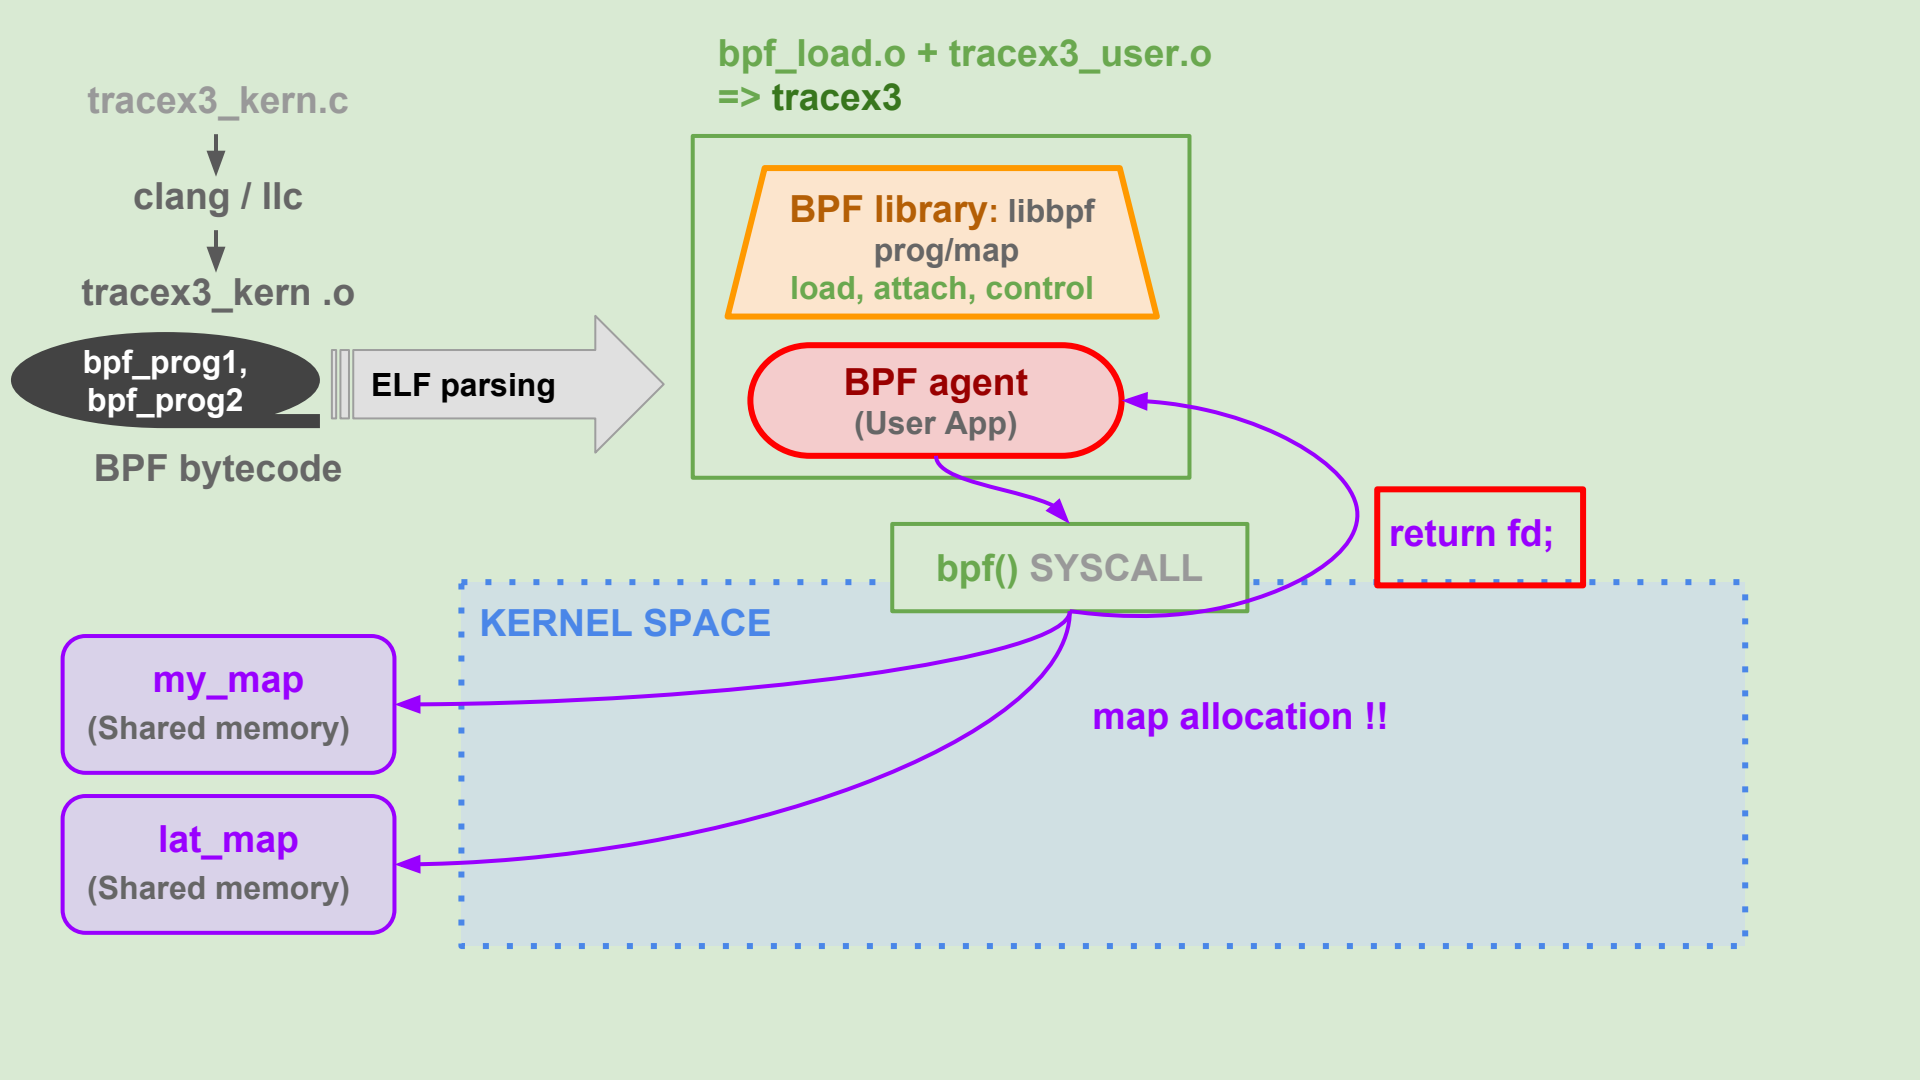 tracex3_kern.c
clang / llc
tracex3_kern .o
bpf_prog1,
bpf_prog2
BPF bytecode
ELF parsing
bpf_load.o + tracex3_user.o
=> tracex3
BPF library: libbpf
prog/map
load, attach, control
BPF agent
(User App)
return fd;
bpf() SYSCALL
KERNEL SPACE
my_map
(Shared memory)
map allocation !!
lat_map
(Shared memory)